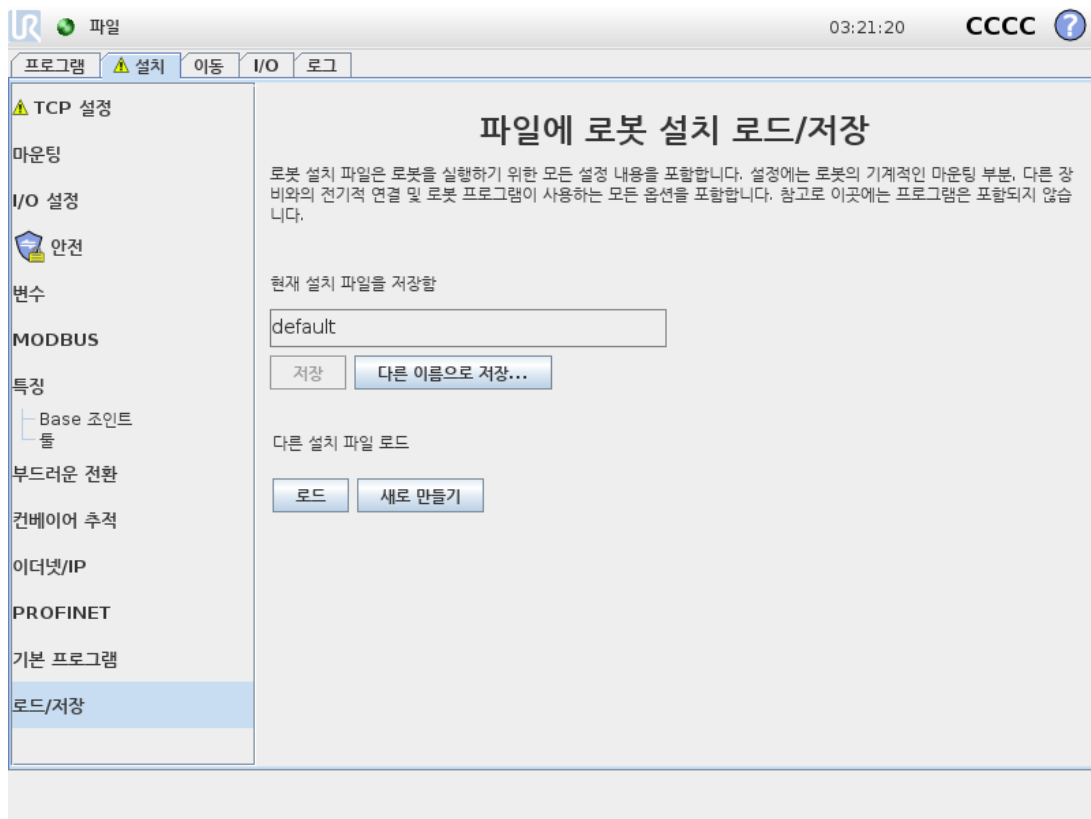 UR 파일 03:21:20 CCCC ?
프로그램 설치 이동 I/O 로그
TCP 설정
마운팅
I/O 설정
안전
변수
MODBUS
특징
Base 조인트
툴
부드러운 전환
컨베이어 추적
이더넷/IP
PROFINET
기본 프로그램
로드/저장
파일에 로봇 설치 로드/저장
로봇 설치 파일은 로봇을 실행하기 위한 모든 설정 내용을 포함합니다. 설정에는 로봇의 기계적인 마운팅 부분, 다른 장
비와의 전기적 연결 및 로봇 프로그램이 사용하는 모든 옵션을 포함합니다. 참고로 이곳에는 프로그램은 포함되지 않습
니다.
현재 설치 파일을 저장함
default
저장 다른 이름으로 저장...
다른 설치 파일 로드
로드 새로 만들기